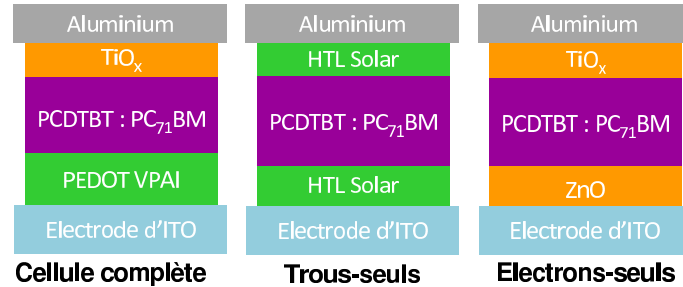 Aluminium
TiOₓ
PCDTBT : PC₇₁BM
PEDOT VPAI
Electrode d’ITO
Cellule complète
Aluminium
HTL Solar
PCDTBT : PC₇₁BM
HTL Solar
Electrode d’ITO
Trous-seuls
Aluminium
TiOₓ
PCDTBT : PC₇₁BM
ZnO
Electrode d’ITO
Electrons-seuls